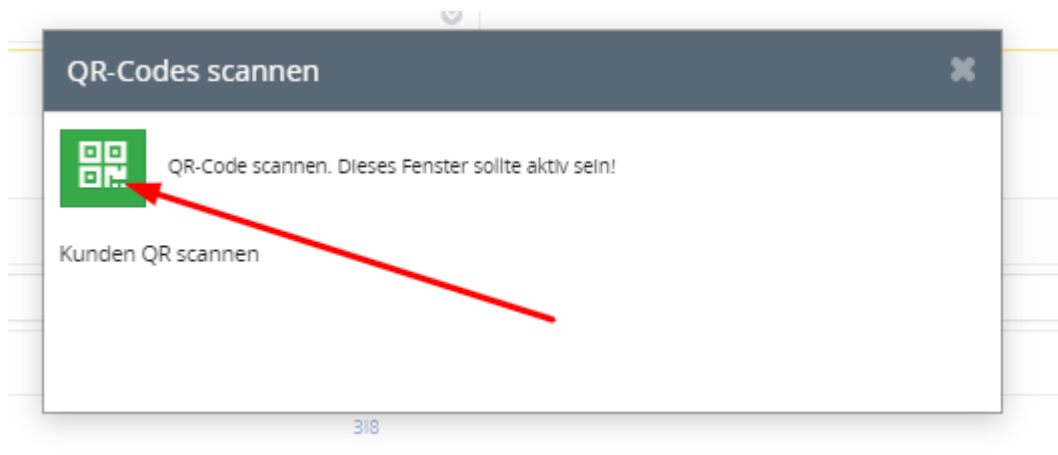 QR-Codes scannen
QR-Code scannen. Dieses Fenster sollte aktiv sein!
Kunden QR scannen
318